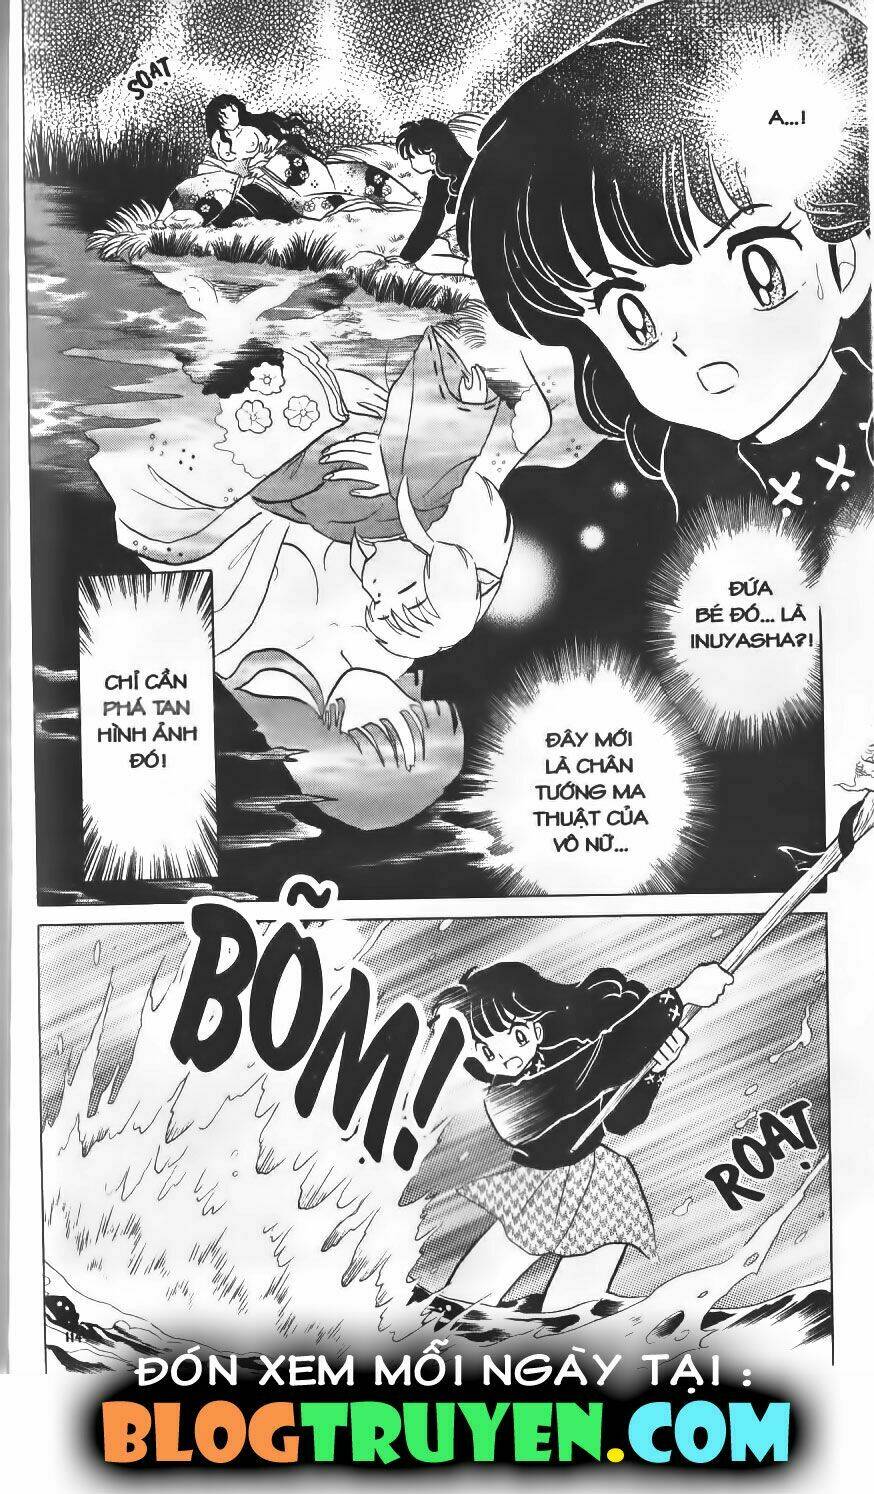 SOẠT
A...!
ĐỨA
BÉ ĐÓ... LÀ
INUYASHA?!
ĐÂY MỚI
LÀ CHÂN
TƯỚNG MA
THUẬT CỦA
VÔ NỮ...
CHỈ CẦN
PHÁ TAN
HÌNH ẢNH
ĐÓ!
BÕM!
ROẠT
114
ĐÓN XEM MỖI NGÀY TẠI :
BLOGTRUYEN.COM